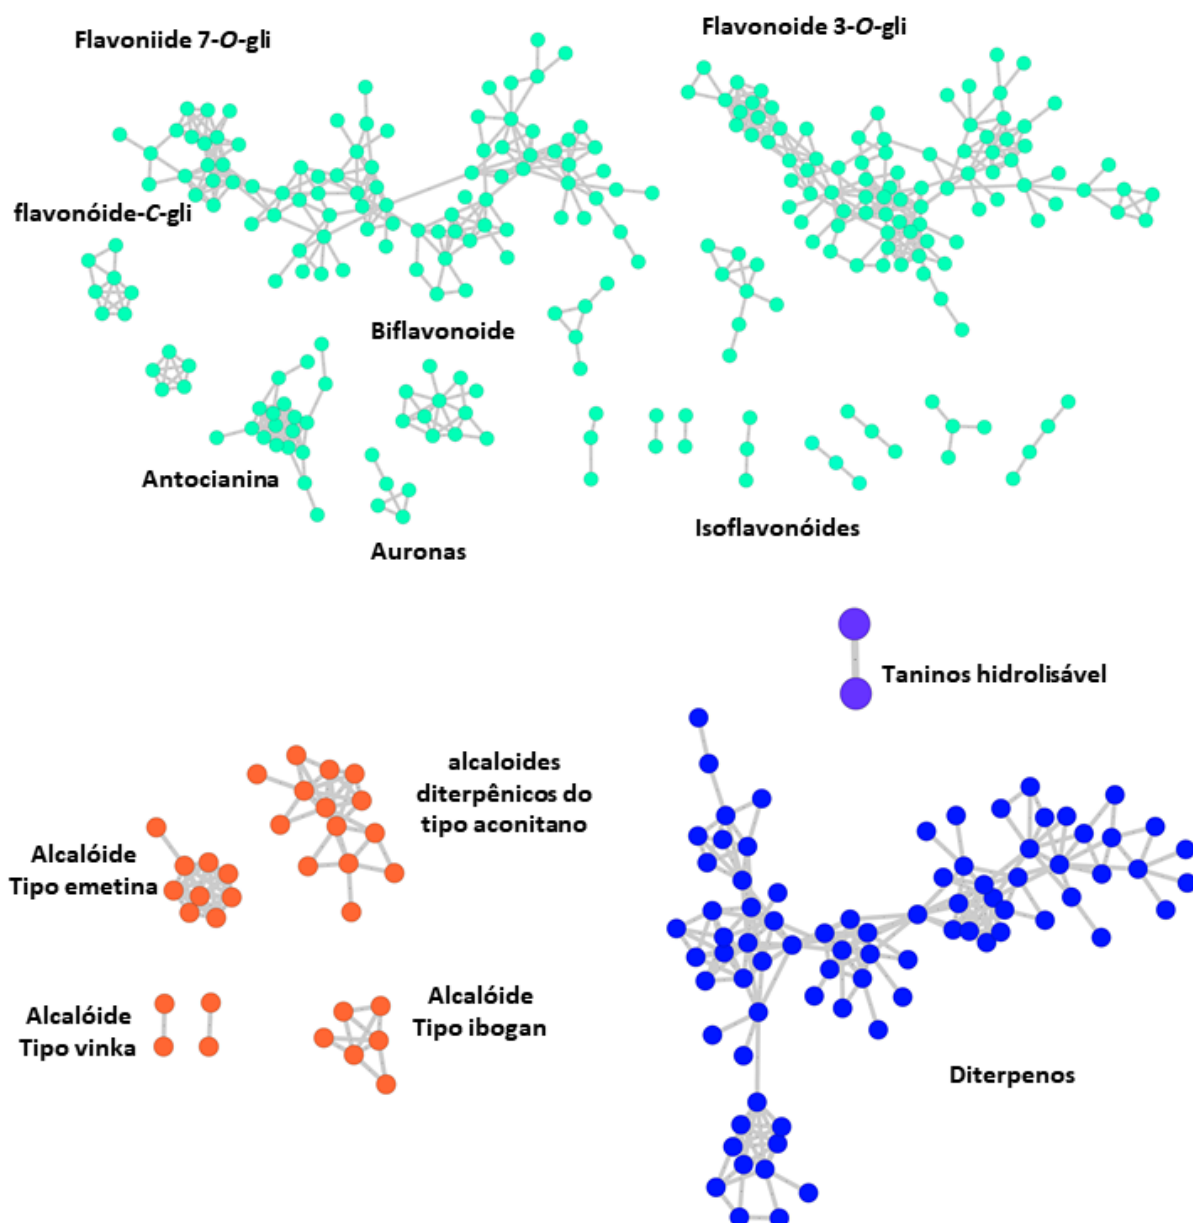 Flavoniide 7-O-gli
Flavonoide 3-O-gli
flavonóide-C-gli
Biflavonoide
Antocianina
Auronas
Isoflavonóides
Taninos hidrolisável
alcaloides
diterpênicos do
tipo aconitano
Alcalóide
Tipo emetina
Alcalóide
Tipo vinka
Alcalóide
Tipo ibogan
Diterpenos